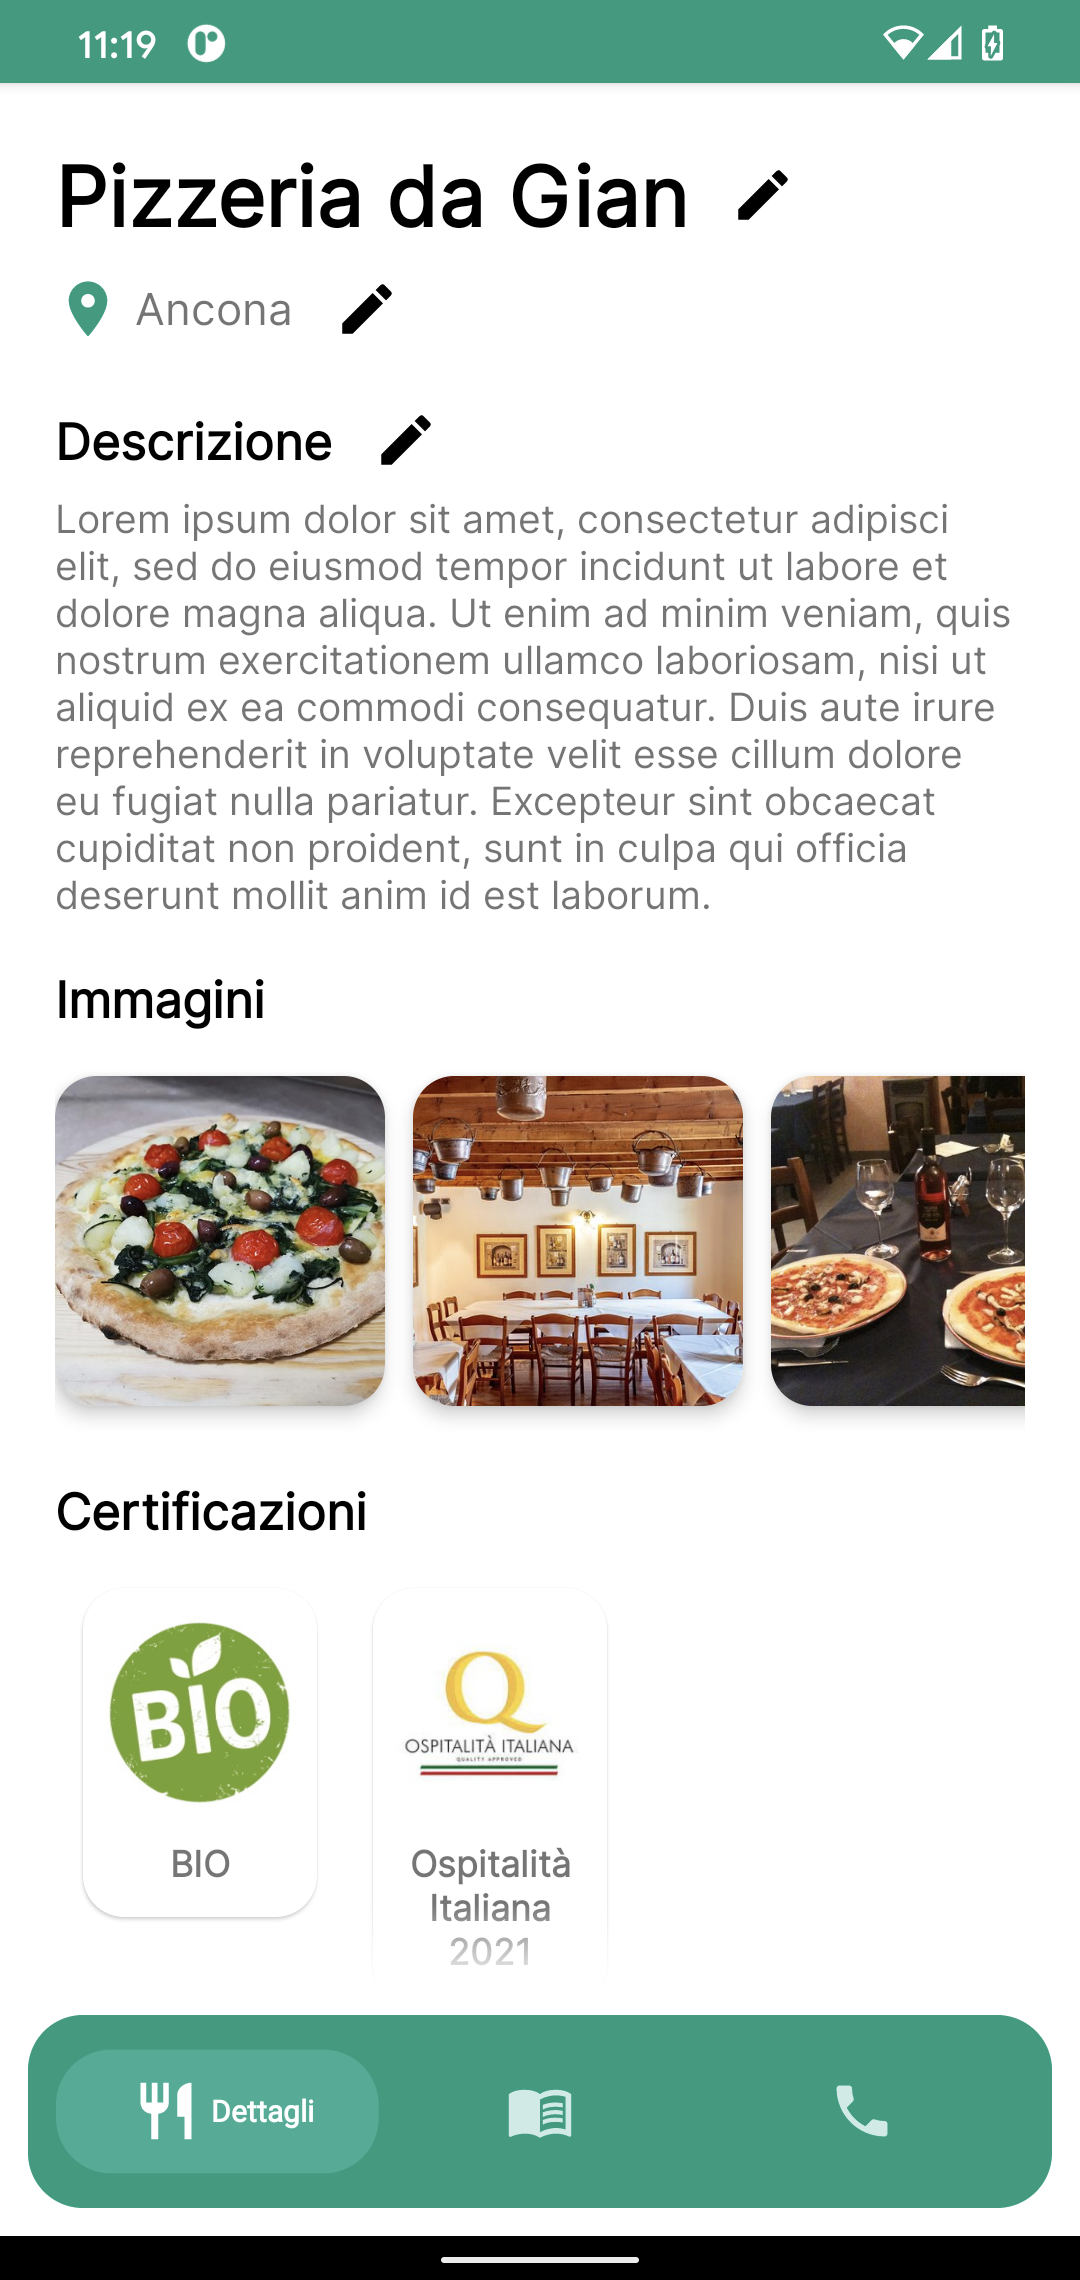 11:19
Pizzeria da Gian
Ancona
Descrizione
Lorem ipsum dolor sit amet, consectetur adipisci
elit, sed do eiusmod tempor incidunt ut labore et
dolore magna aliqua. Ut enim ad minim veniam, quis
nostrum exercitationem ullamco laboriosam, nisi ut
aliquid ex ea commodi consequatur. Duis aute irure
reprehenderit in voluptate velit esse cillum dolore
eu fugiat nulla pariatur. Excepteur sint obcaecat
cupiditat non proident, sunt in culpa qui officia
deserunt mollit anim id est laborum.
Immagini
Certificazioni
BIO
BIO
Q
OSPITALITÀ ITALIANA
QUALITY APPROVED
Ospitalità
Italiana
2021
Dettagli